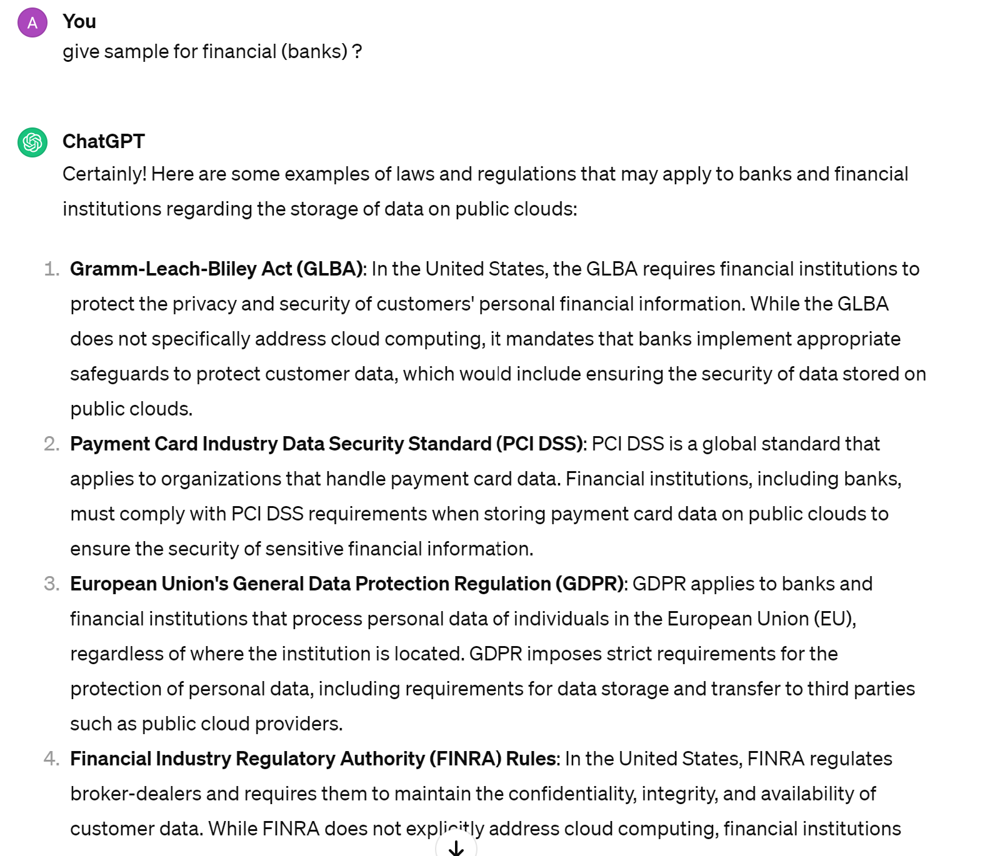 A
You
give sample for financial (banks) ?
ChatGPT
Certainly! Here are some examples of laws and regulations that may apply to banks and financial
institutions regarding the storage of data on public clouds:
1. Gramm-Leach-Bliley Act (GLBA): In the United States, the GLBA requires financial institutions to
protect the privacy and security of customers' personal financial information. While the GLBA
does not specifically address cloud computing, it mandates that banks implement appropriate
safeguards to protect customer data, which would include ensuring the security of data stored on
public clouds.
2. Payment Card Industry Data Security Standard (PCI DSS): PCI DSS is a global standard that
applies to organizations that handle payment card data. Financial institutions, including banks,
must comply with PCI DSS requirements when storing payment card data on public clouds to
ensure the security of sensitive financial information.
3. European Union's General Data Protection Regulation (GDPR): GDPR applies to banks and
financial institutions that process personal data of individuals in the European Union (EU),
regardless of where the institution is located. GDPR imposes strict requirements for the
protection of personal data, including requirements for data storage and transfer to third parties
such as public cloud providers.
4. Financial Industry Regulatory Authority (FINRA) Rules: In the United States, FINRA regulates
broker-dealers and requires them to maintain the confidentiality, integrity, and availability of
customer data. While FINRA does not explicitly address cloud computing, financial institutions